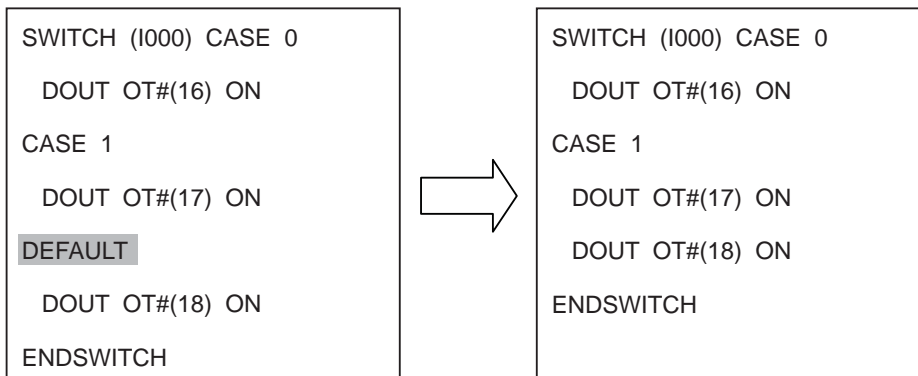 SWITCH (I000) CASE 0
DOUT OT#(16) ON
CASE 1
DOUT OT#(17) ON
DEFAULT
DOUT OT#(18) ON
ENDSWITCH
SWITCH (I000) CASE 0
DOUT OT#(16) ON
CASE 1
DOUT OT#(17) ON
DOUT OT#(18) ON
ENDSWITCH